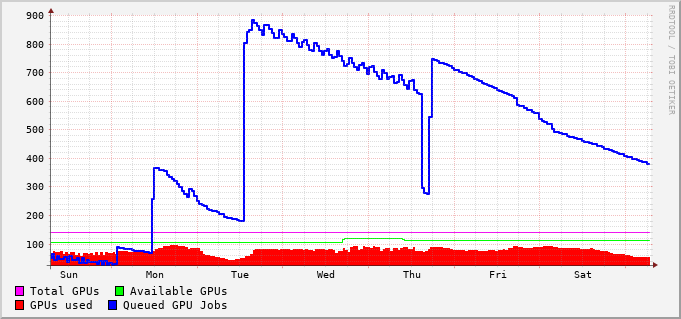 900
800
700
600
500
400
300
200
100
Sun Mon Tue Wed Thu Fri Sat
Total GPUs Available GPUs
GPUs used Queued GPU Jobs
RRDTOOL / TOBI OETIKER